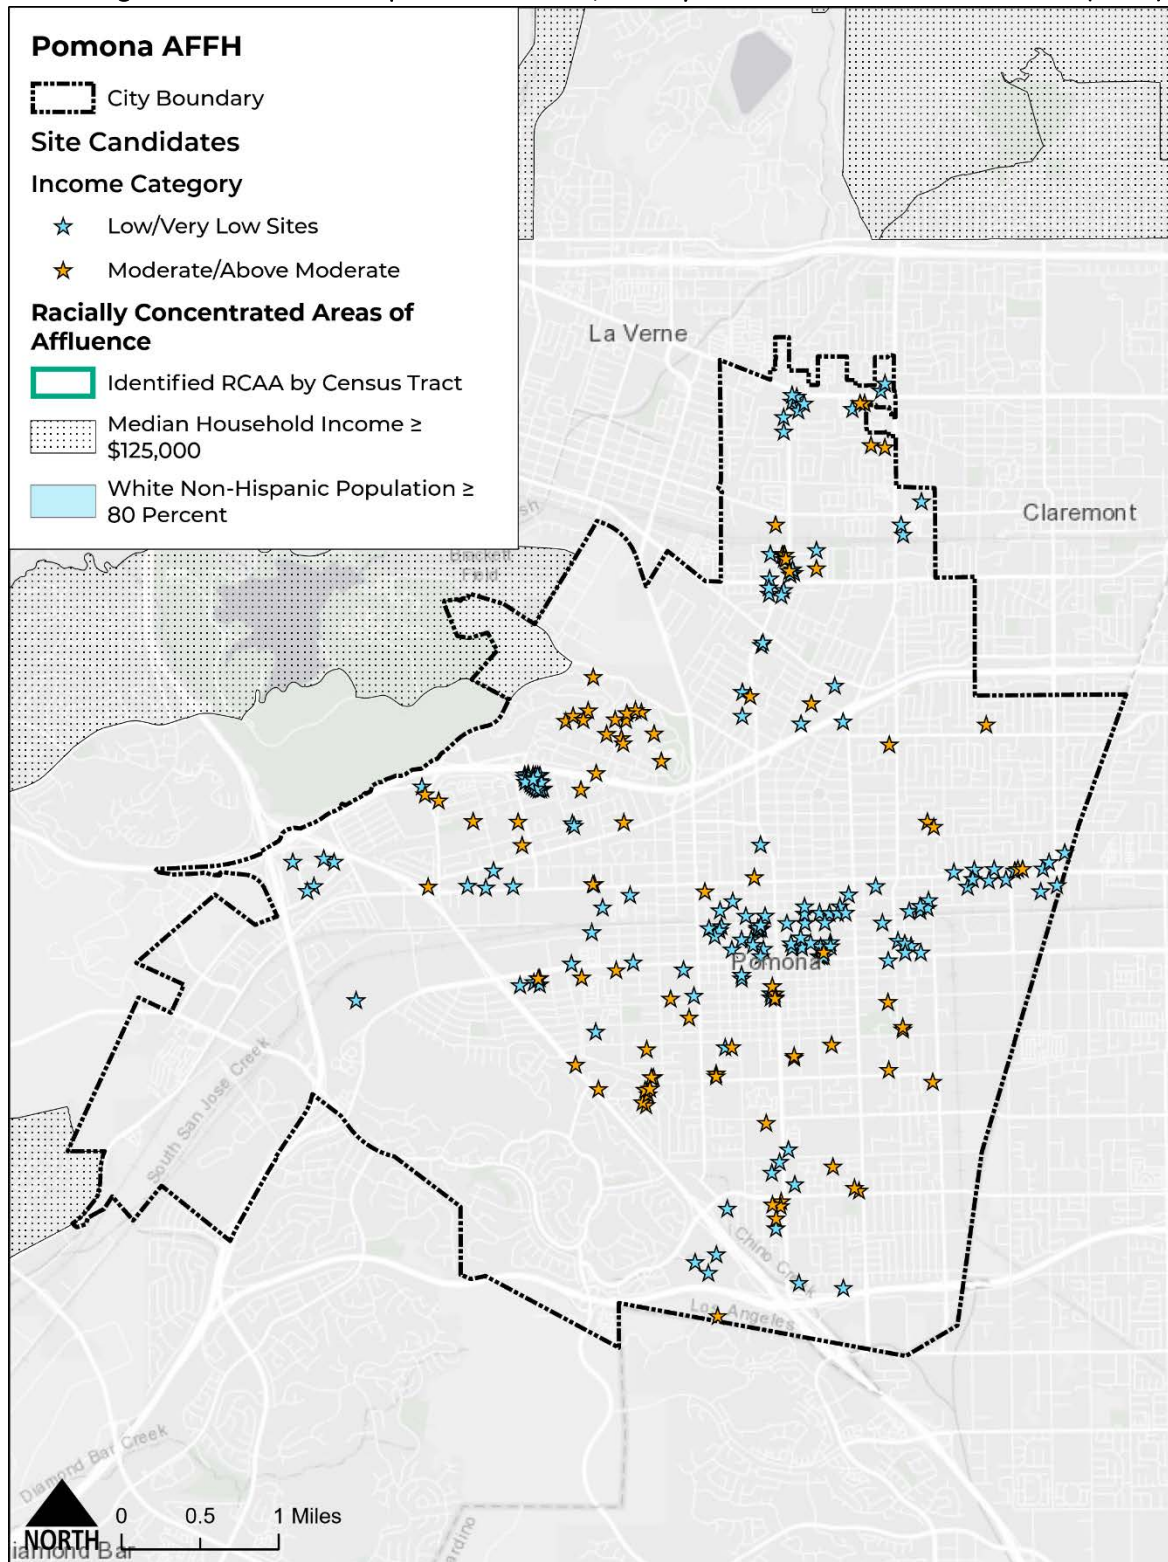 Pomona AFFH
City Boundary
Site Candidates
Income Category
Low/Very Low Sites
Moderate/Above Moderate
Racially Concentrated Areas of
Affluence
Identified RCAA by Census Tract
Median Household Income ≥
$125,000
White Non-Hispanic Population ≥
80 Percent
La Verne
Claremont
Field
Pomona
South San Jose Creek
Chino Creek
Los Angeles
Diamond Bar Creek
0 0.5 1 Miles
NORTH
iamond Bar